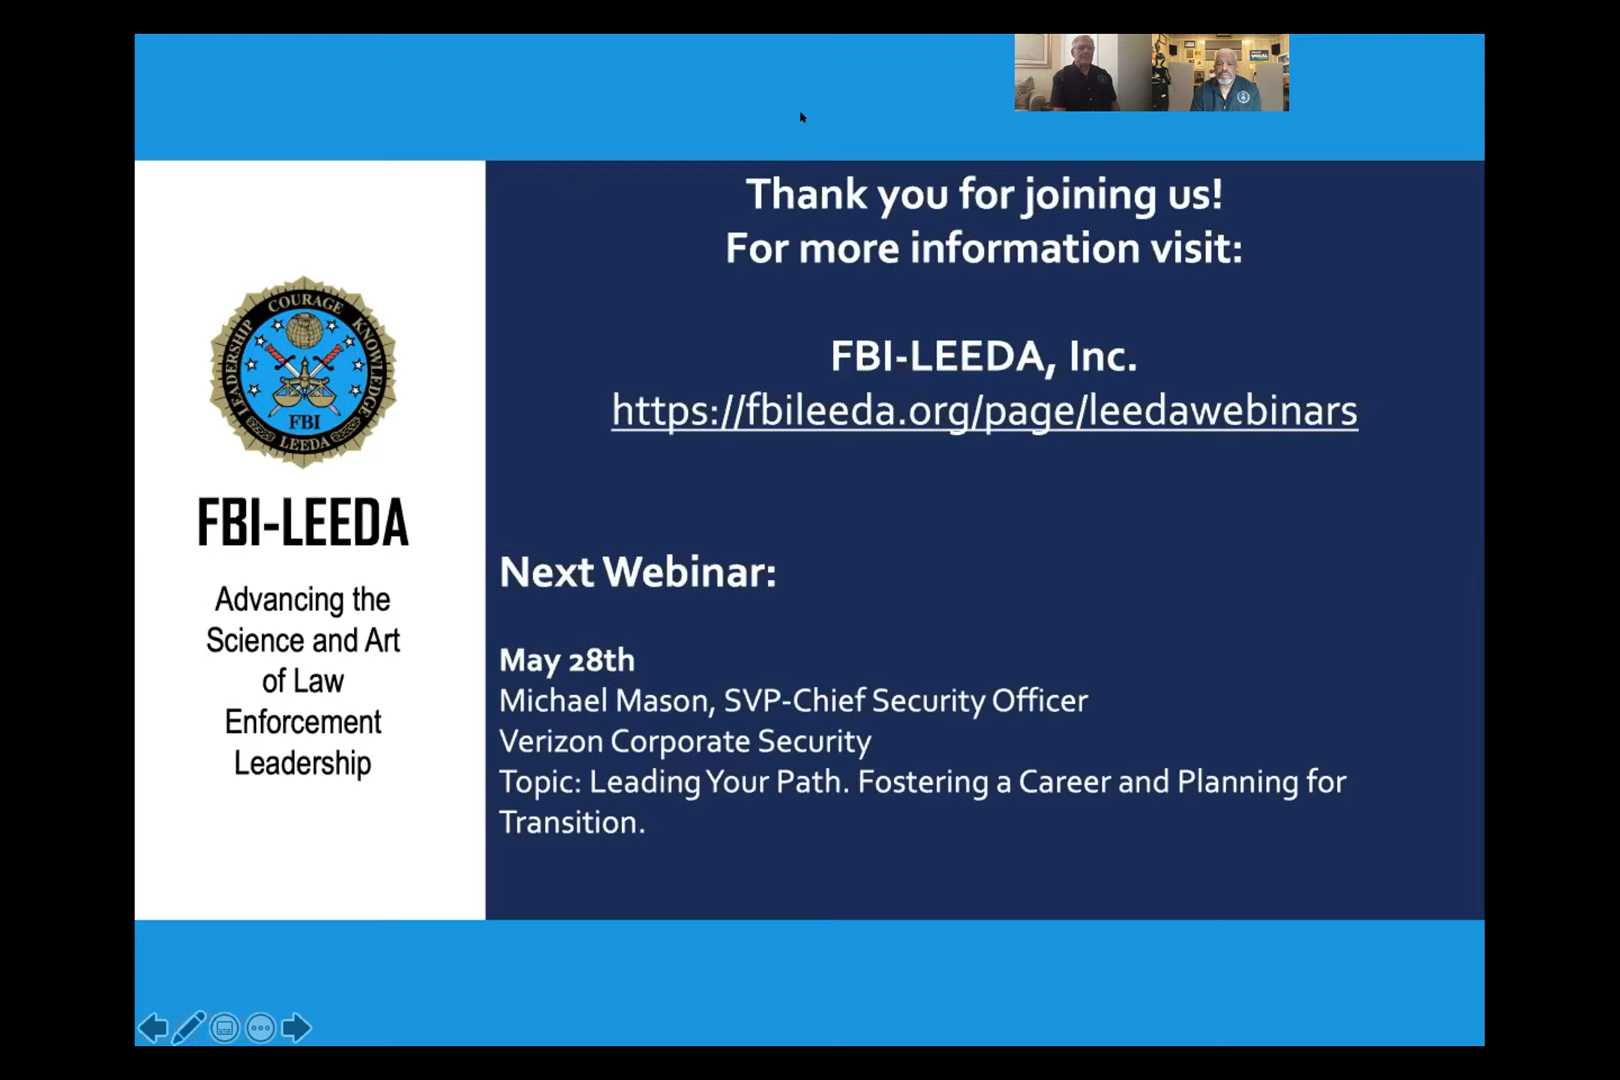 Thank you for joining us!
For more information visit:
FBI-LEEDA, Inc.
https://fbileeda.org/page/leedawebinars
LEADERSHIP COURAGE KNOWLEDGE
FBI
LEEDA
FBI-LEEDA
Advancing the
Science and Art
of Law
Enforcement
Leadership
Next Webinar:
May 28th
Michael Mason, SVP-Chief Security Officer
Verizon Corporate Security
Topic: Leading Your Path. Fostering a Career and Planning for
Transition.